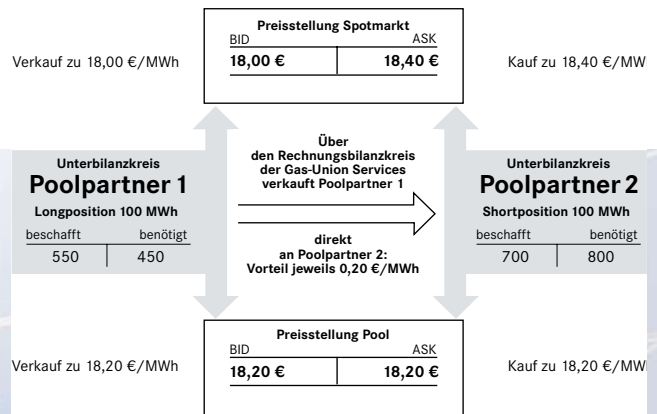 Preisstellung Spotmarkt
BID ASK
18,00 € 18,40 €
Verkauf zu 18,00 €/MWh
Kauf zu 18,40 €/MW
Unterbilanzkreis
Poolpartner 1
Longposition 100 MWh
beschafft benötigt
550 450
Über
den Rechnungsbilanzkreis
der Gas-Union Services
verkauft Poolpartner 1
direkt
an Poolpartner 2:
Vorteil jeweils 0,20 €/MWh
Unterbilanzkreis
Poolpartner 2
Shortposition 100 MWh
beschafft benötigt
700 800
Preisstellung Pool
BID ASK
18,20 € 18,20 €
Verkauf zu 18,20 €/MWh
Kauf zu 18,20 €/MW